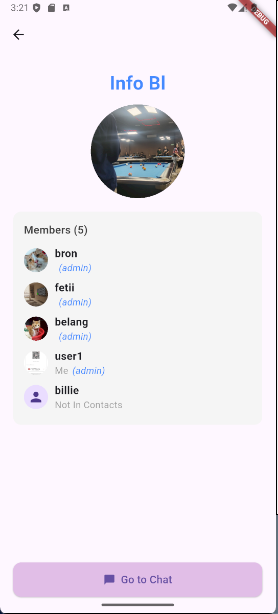 3:21
DEBUG
Info BI
Members (5)
bron
(admin)
fetii
(admin)
belang
(admin)
user1
Me (admin)
billie
Not In Contacts
Go to Chat